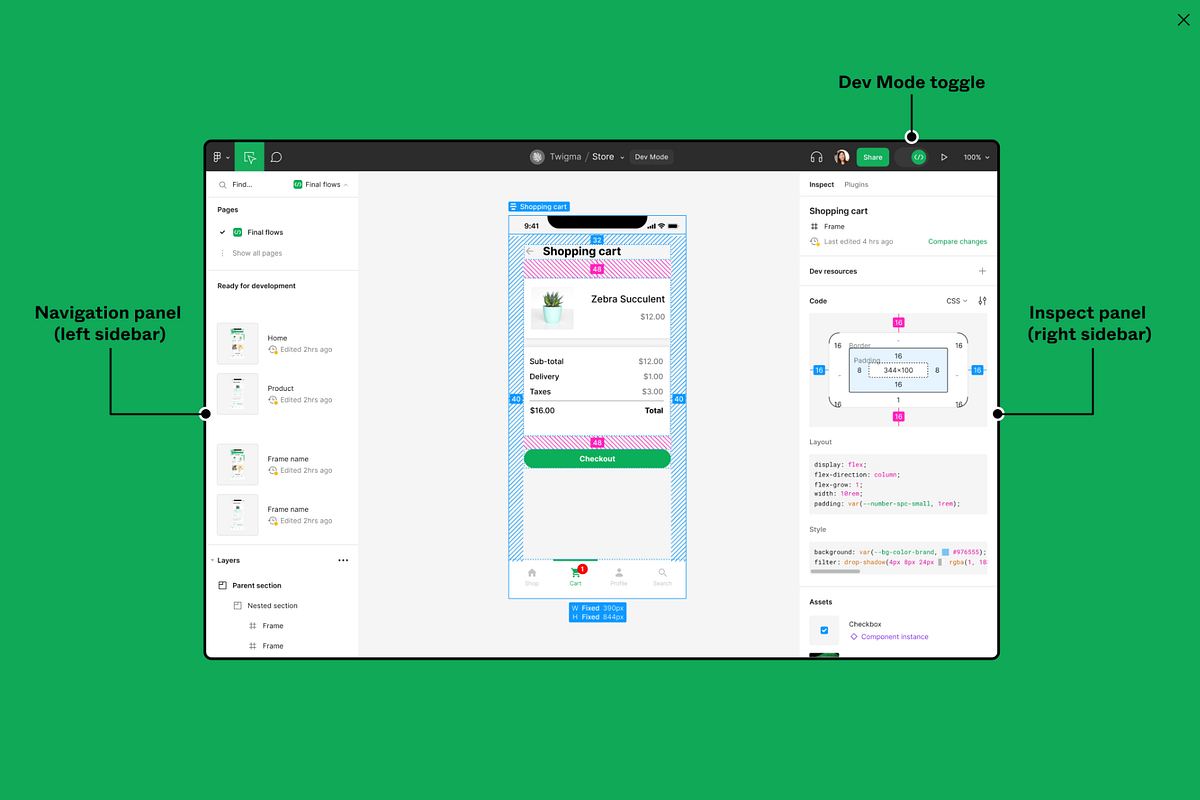 Dev Mode toggle
Twigma / Store
Dev Mode
Share
100%
Find...
Final flows
Pages
Final flows
Show all pages
Ready for development
Home
Edited 2hrs ago
Product
Edited 2hrs ago
Frame name
Edited 2hrs ago
Frame name
Edited 2hrs ago
Layers
Parent section
Nested section
Frame
Frame
Navigation panel
(left sidebar)
Shopping cart
9:41
32
Shopping cart
48
Zebra Succulent
$12.00
Sub-total $12.00
Delivery $1.00
Taxes $3.00
40
40
$16.00 Total
48
Checkout
1
Shop
Cart
Profile
Search
W Fixed 390px
H Fixed 844px
Inspect Plugins
Shopping cart
Frame
Last edited 4 hrs ago
Compare changes
Dev resources
Code
CSS
16
16 Border - 16
Padding 16
16 - 8 344×100 8 - 16
16
16 1 16
16
Layout
display: flex;
flex-direction: column;
flex-grow: 1;
width: 10rem;
padding: var(--number-spc-small, 1rem);
Style
background: var(--bg-color-brand, #976555);
filter: drop-shadow(4px 8px 24px rgba(1, 18
Assets
Checkbox
Component instance
Inspect panel
(right sidebar)